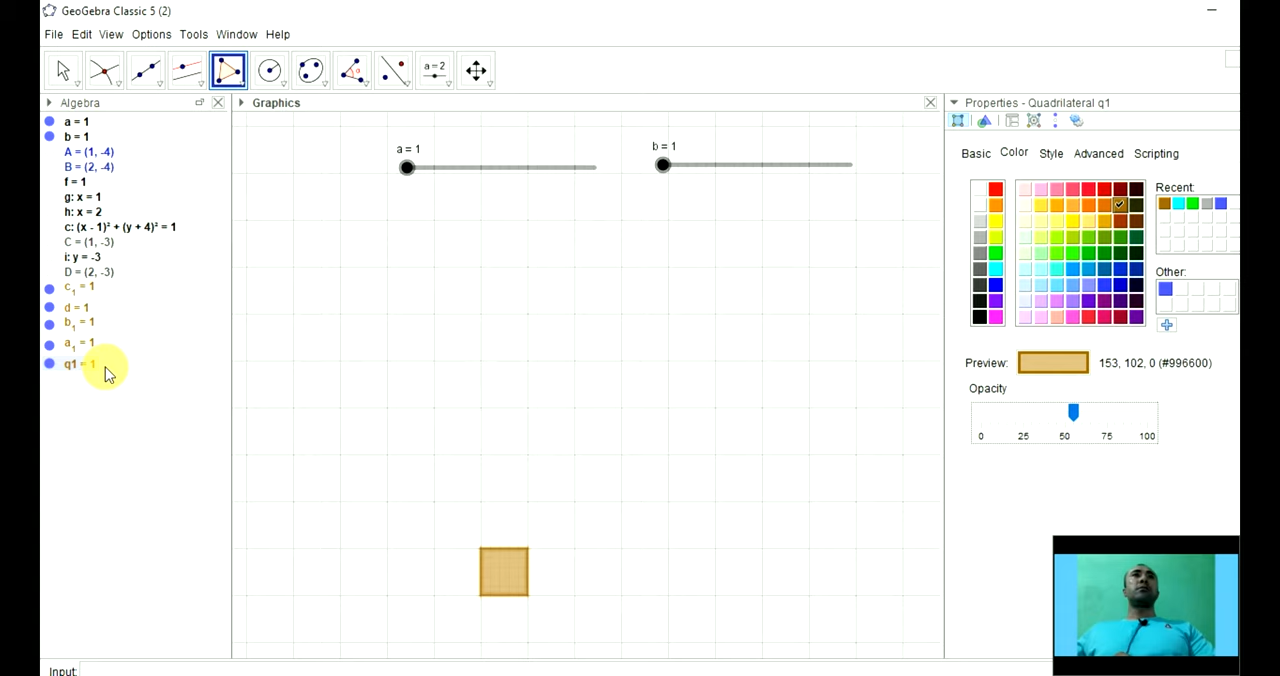 GeoGebra Classic 5 (2)
File Edit View Options Tools Window Help
a = 2
Algebra
Graphics
Properties - Quadrilateral q1
a = 1
b = 1
A = (1, -4)
B = (2, -4)
f = 1
g: x = 1
h: x = 2
c: (x - 1)² + (y + 4)² = 1
C = (1, -3)
i: y = -3
D = (2, -3)
c₁ = 1
d = 1
b₁ = 1
a₁ = 1
q1 = 1
a = 1
b = 1
Basic Color Style Advanced Scripting
Recent:
Other:
Preview: 153, 102, 0 (#996600)
Opacity
0 25 50 75 100
Input: